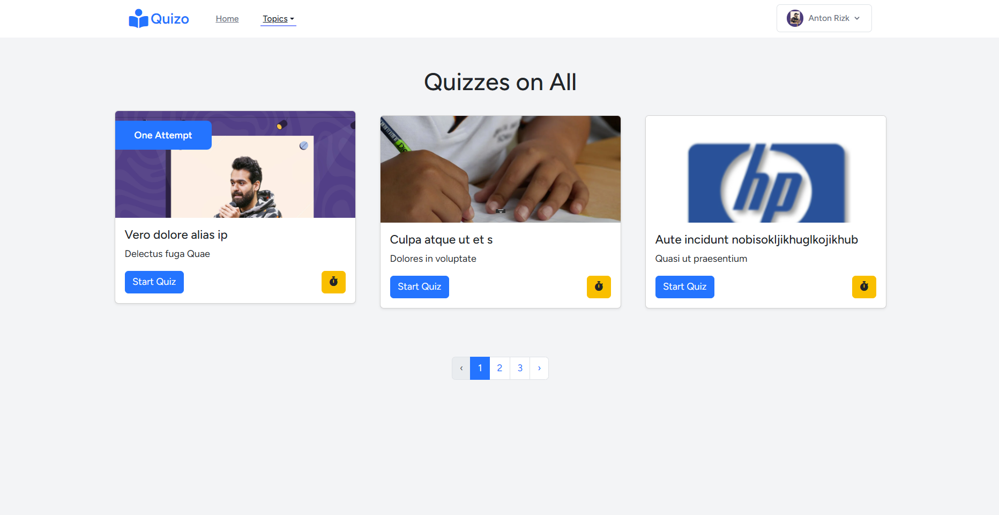 Quizo
Home
Topics
Anton Rizk
Quizzes on All
One Attempt
hp
Vero dolore alias ip
Delectus fuga Quae
Start Quiz
Culpa atque ut et s
Dolores in voluptate
Start Quiz
Aute incidunt nobisokljikhuglkojikhub
Quasi ut praesentium
Start Quiz
‹ 1 2 3 ›